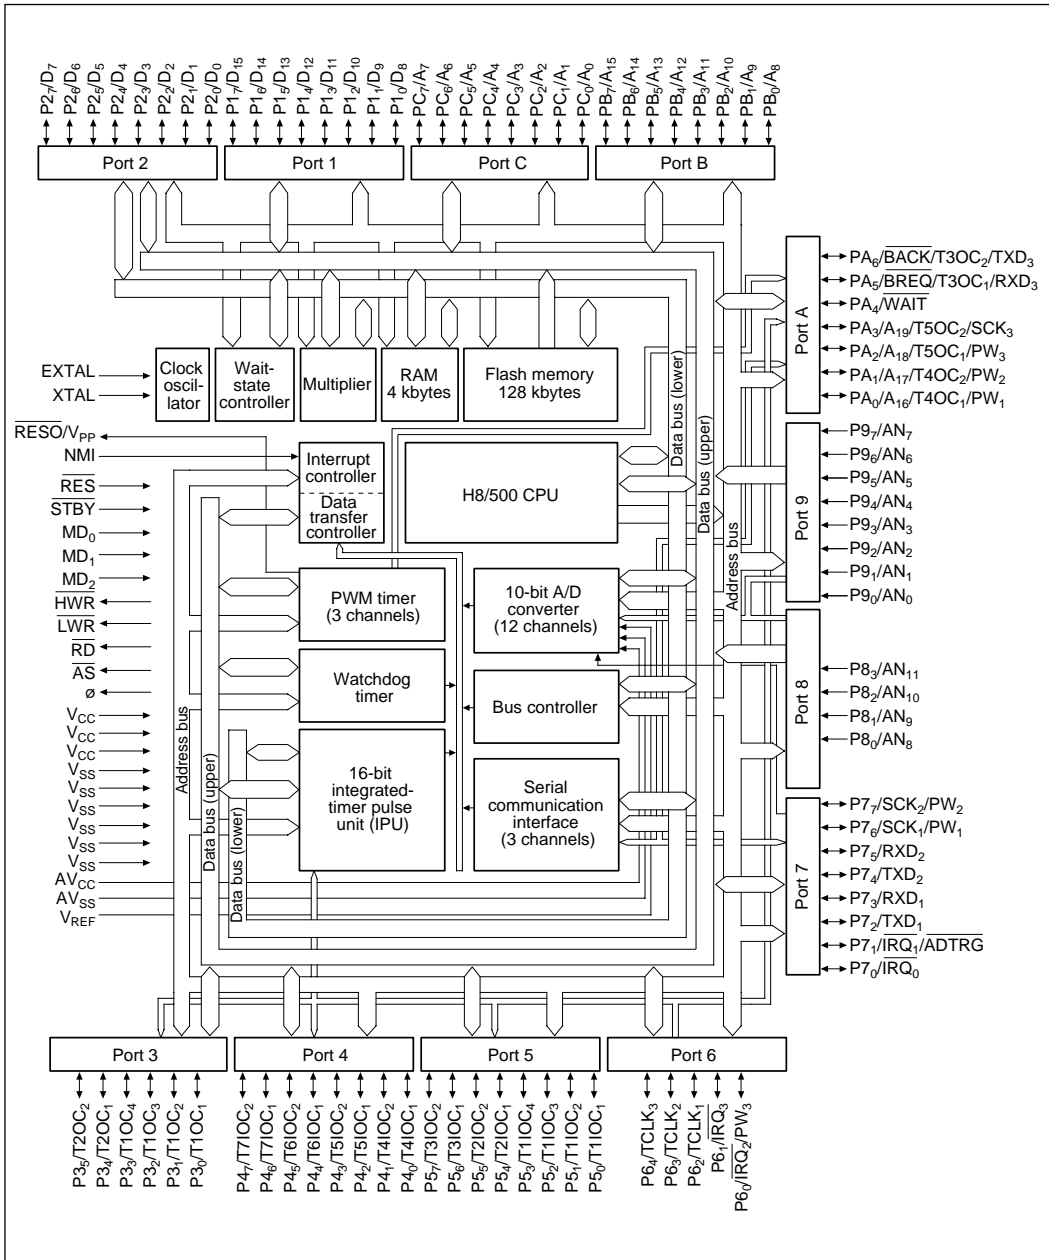 P2₇/D₇
P2₆/D₆
P2₅/D₅
P2₄/D₄
P2₃/D₃
P2₂/D₂
P2₁/D₁
P2₀/D₀
P1₇/D₁₅
P1₆/D₁₄
P1₅/D₁₃
P1₄/D₁₂
P1₃/D₁₁
P1₂/D₁₀
P1₁/D₉
P1₀/D₈
PC₇/A₇
PC₆/A₆
PC₅/A₅
PC₄/A₄
PC₃/A₃
PC₂/A₂
PC₁/A₁
PC₀/A₀
PB₇/A₁₅
PB₆/A₁₄
PB₅/A₁₃
PB₄/A₁₂
PB₃/A₁₁
PB₂/A₁₀
PB₁/A₉
PB₀/A₈
Port 2
Port 1
Port C
Port B
Port A
PA₆/BACK/T3OC₂/TXD₃
PA₅/BREQ/T3OC₁/RXD₃
PA₄/WAIT
PA₃/A₁₉/T5OC₂/SCK₃
PA₂/A₁₈/T5OC₁/PW₃
PA₁/A₁₇/T4OC₂/PW₂
PA₀/A₁₆/T4OC₁/PW₁
EXTAL
XTAL
Clock
oscil-
lator
Wait-
state
controller
Multiplier
RAM
4 kbytes
Flash memory
128 kbytes
Data bus (lower)
Data bus (upper)
Address bus
RESO/V_PP
NMI
RES
STBY
MD₀
MD₁
MD₂
HWR
LWR
RD
AS
ø
V_CC
V_CC
V_CC
V_SS
V_SS
V_SS
V_SS
V_SS
V_SS
AV_CC
AV_SS
V_REF
Interrupt
controller
Data
transfer
controller
H8/500 CPU
PWM timer
(3 channels)
10-bit A/D
converter
(12 channels)
Watchdog
timer
Bus controller
16-bit
integrated-
timer pulse
unit (IPU)
Serial
communication
interface
(3 channels)
Address bus
Data bus (upper)
Data bus (lower)
Port 9
P9₇/AN₇
P9₆/AN₆
P9₅/AN₅
P9₄/AN₄
P9₃/AN₃
P9₂/AN₂
P9₁/AN₁
P9₀/AN₀
Port 8
P8₃/AN₁₁
P8₂/AN₁₀
P8₁/AN₉
P8₀/AN₈
Port 7
P7₇/SCK₂/PW₂
P7₆/SCK₁/PW₁
P7₅/RXD₂
P7₄/TXD₂
P7₃/RXD₁
P7₂/TXD₁
P7₁/IRQ₁/ADTRG
P7₀/IRQ₀
Port 3
Port 4
Port 5
Port 6
P3₅/T2OC₂
P3₄/T2OC₁
P3₃/T1OC₄
P3₂/T1OC₃
P3₁/T1OC₂
P3₀/T1OC₁
P4₇/T7IOC₂
P4₆/T7IOC₁
P4₅/T6IOC₂
P4₄/T6IOC₁
P4₃/T5IOC₂
P4₂/T5IOC₁
P4₁/T4IOC₂
P4₀/T4IOC₁
P5₇/T3IOC₂
P5₆/T3IOC₁
P5₅/T2IOC₂
P5₄/T2IOC₁
P5₃/T1IOC₄
P5₂/T1IOC₃
P5₁/T1IOC₂
P5₀/T1IOC₁
P6₄/TCLK₃
P6₃/TCLK₂
P6₂/TCLK₁
P6₁/IRQ₃
P6₀/IRQ₂/PW₃